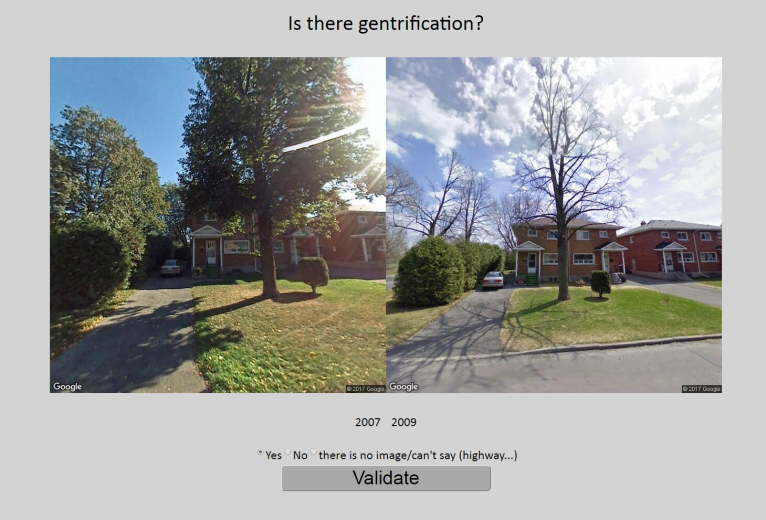 Is there gentrification?
Google © 2017 Google Google © 2017 Google
2007 2009
Yes No there is no image/can't say (highway...)
Validate